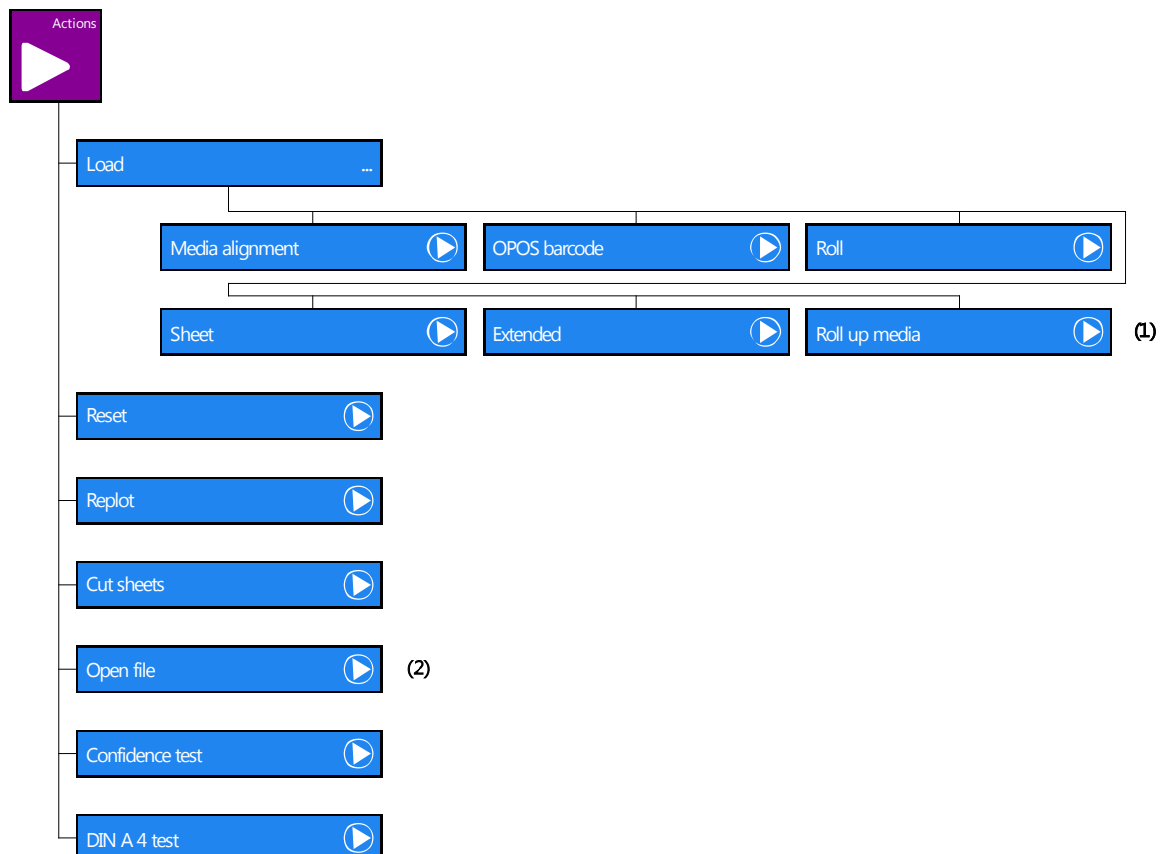 Actions
Load ...
Media alignment
OPOS barcode
Roll
Sheet
Extended
Roll up media
(1)
Reset
Replot
Cut sheets
Open file
(2)
Confidence test
DIN A 4 test